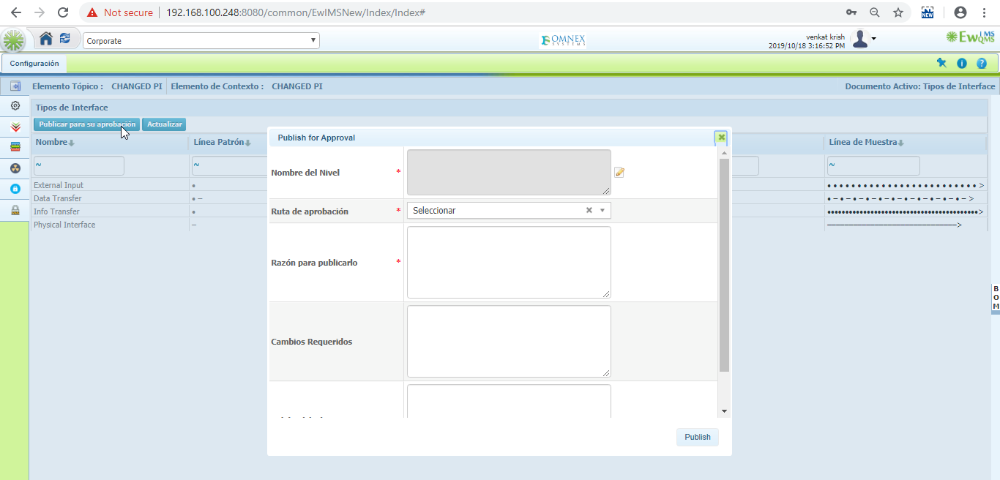 Not secure
192.168.100.248:8080/common/EwIMSNew/Index/Index#
NEW
Corporate
OMNEX
SYSTEMS
venkat krish
2019/10/18 3:16:52 PM
EwIMS
QMS
Configuración
Elemento Tópico : CHANGED PI
Elemento de Contexto : CHANGED PI
Documento Activo: Tipos de Interface
Tipos de Interface
Publicar para su aprobación
Actualizar
Nombre
Línea Patrón
Línea de Muestra
~
~
~
External Input
Data Transfer
Info Transfer
Physical Interface
Publish for Approval
Nombre del Nivel *
Ruta de aprobación *
Seleccionar
Razón para publicarlo *
Cambios Requeridos
Publish
B
O
M